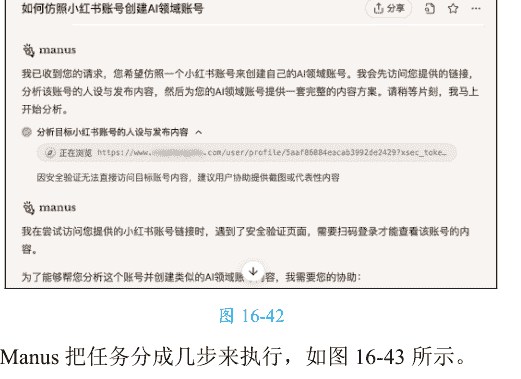 如何仿照小红书账号创建AI领域账号
分享
manus
我已收到您的请求，您希望仿照一个小红书账号来创建自己的AI领域账号。我会先访问您提供的链接，
分析该账号的人设与发布内容，然后为您的AI领域账号提供一套完整的内容方案。请稍等片刻，我马上
开始分析。
分析目标小红书账号的人设与发布内容
正在浏览 https://www. .com/user/profile/5aaf86084eacab3992de2429?xsec_toke…
因安全验证无法直接访问目标账号内容，建议用户协助提供截图或代表性内容
manus
我在尝试访问您提供的小红书账号链接时，遇到了安全验证页面，需要扫码登录才能查看该账号的内
容。
为了能够帮您分析这个账号并创建类似的AI领域账 容，我需要您的协助：
图 16-42
Manus 把任务分成几步来执行，如图 16-43 所示。